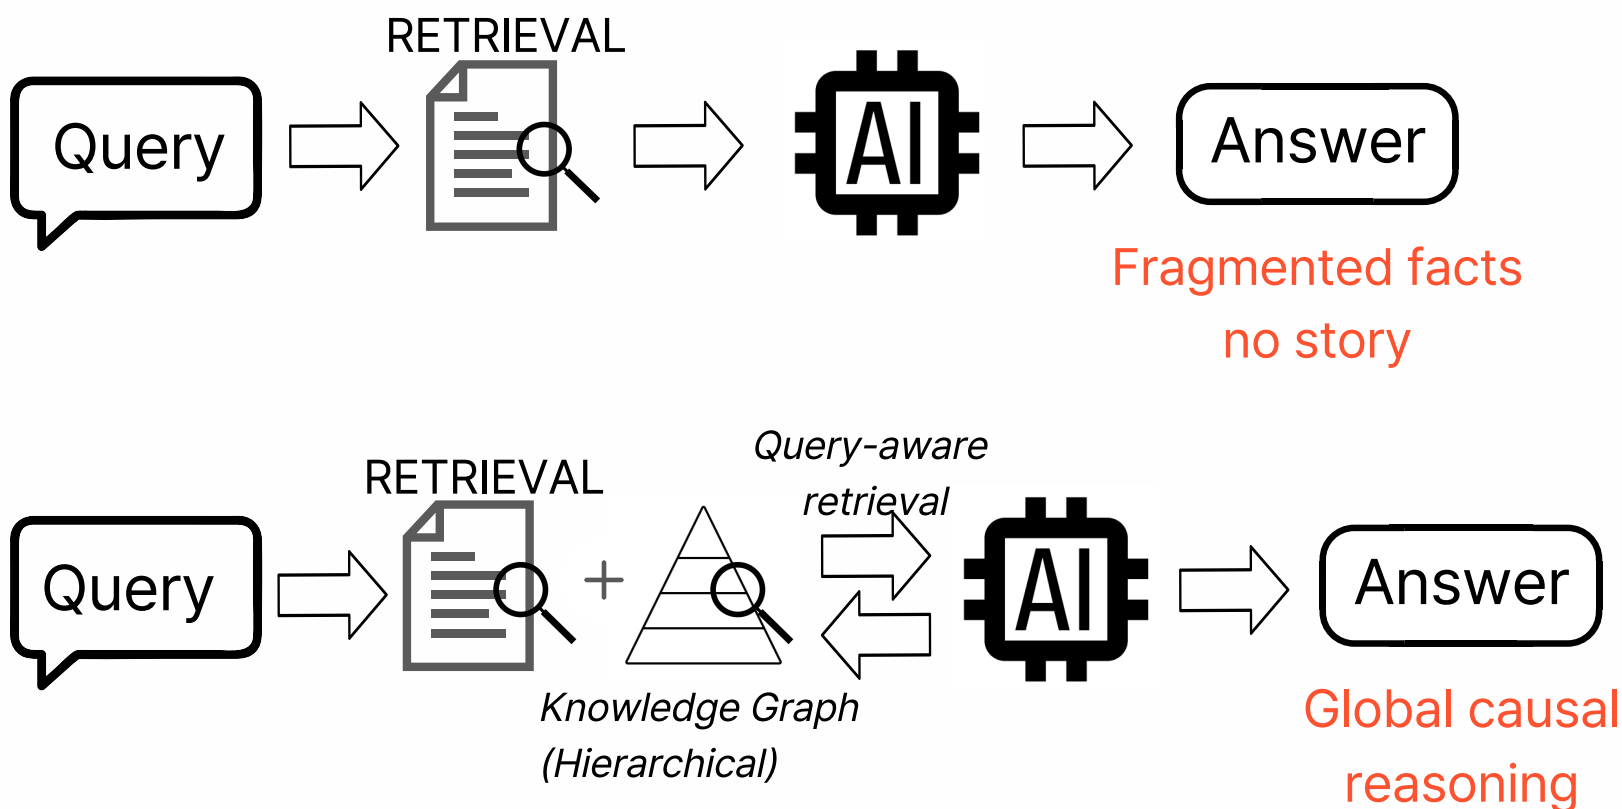 RETRIEVAL
Query
AI
Answer
Fragmented facts
no story
Query-aware
retrieval
RETRIEVAL
Query
AI
Answer
Knowledge Graph
(Hierarchical)
Global causal
reasoning